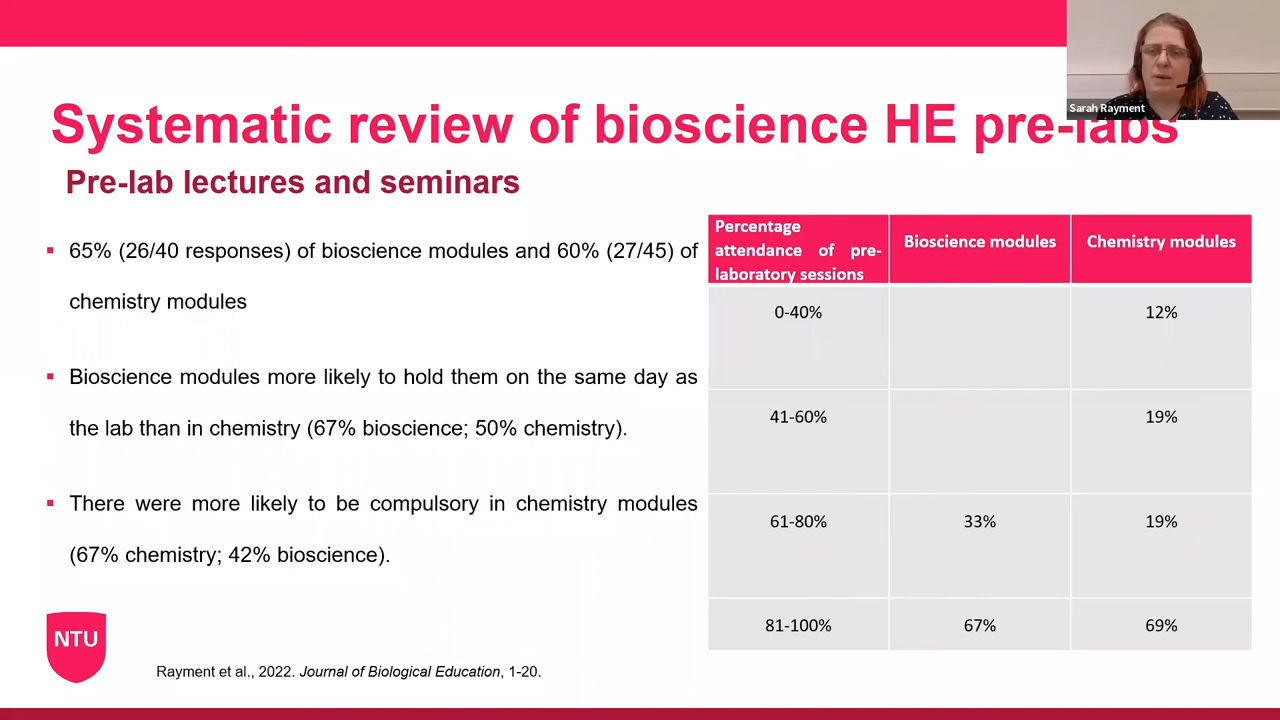 Sarah Rayment
Systematic review of bioscience HE pre-labs
Pre-lab lectures and seminars
▪ 65% (26/40 responses) of bioscience modules and 60% (27/45) of
chemistry modules
▪ Bioscience modules more likely to hold them on the same day as
the lab than in chemistry (67% bioscience; 50% chemistry).
▪ There were more likely to be compulsory in chemistry modules
(67% chemistry; 42% bioscience).
Percentage
attendance of pre-
laboratory sessions
Bioscience modules
Chemistry modules
0-40%
12%
41-60%
19%
61-80%
33%
19%
81-100%
67%
69%
NTU
Rayment et al., 2022. Journal of Biological Education, 1-20.